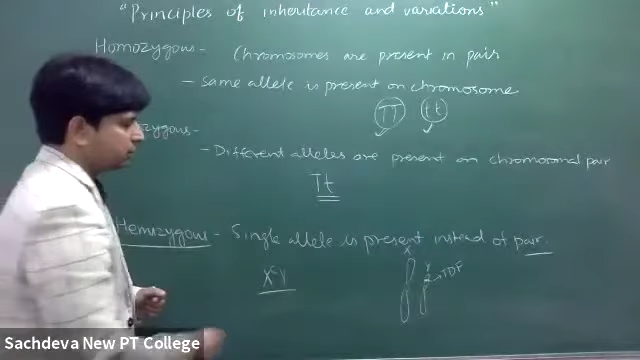 "Principles of inheritance and variations"
Homozygous - Chromosomes are present in pair
- Same allele is present on chromosome
TT tt
zygous -
- Different alleles are present on chromosomal pair
Tt
Hemizygous - Single allele is present instead of pair.
XᶜY
X
Y
TDF
Sachdeva New PT College